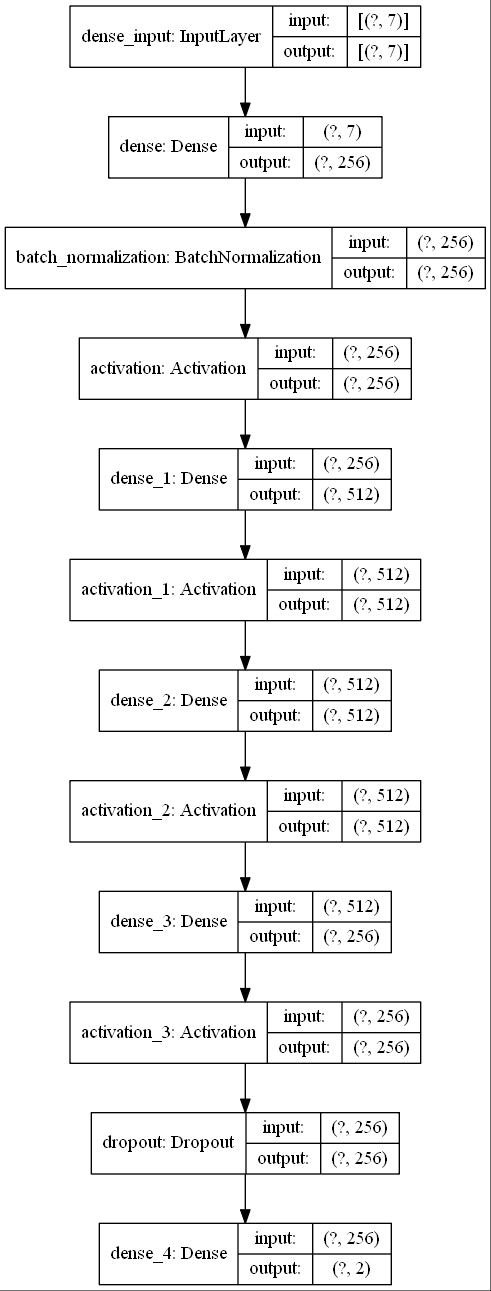 dense_input: InputLayer
input: [(?, 7)]
output: [(?, 7)]
dense: Dense
input: (?, 7)
output: (?, 256)
batch_normalization: BatchNormalization
input: (?, 256)
output: (?, 256)
activation: Activation
input: (?, 256)
output: (?, 256)
dense_1: Dense
input: (?, 256)
output: (?, 512)
activation_1: Activation
input: (?, 512)
output: (?, 512)
dense_2: Dense
input: (?, 512)
output: (?, 512)
activation_2: Activation
input: (?, 512)
output: (?, 512)
dense_3: Dense
input: (?, 512)
output: (?, 256)
activation_3: Activation
input: (?, 256)
output: (?, 256)
dropout: Dropout
input: (?, 256)
output: (?, 256)
dense_4: Dense
input: (?, 256)
output: (?, 2)